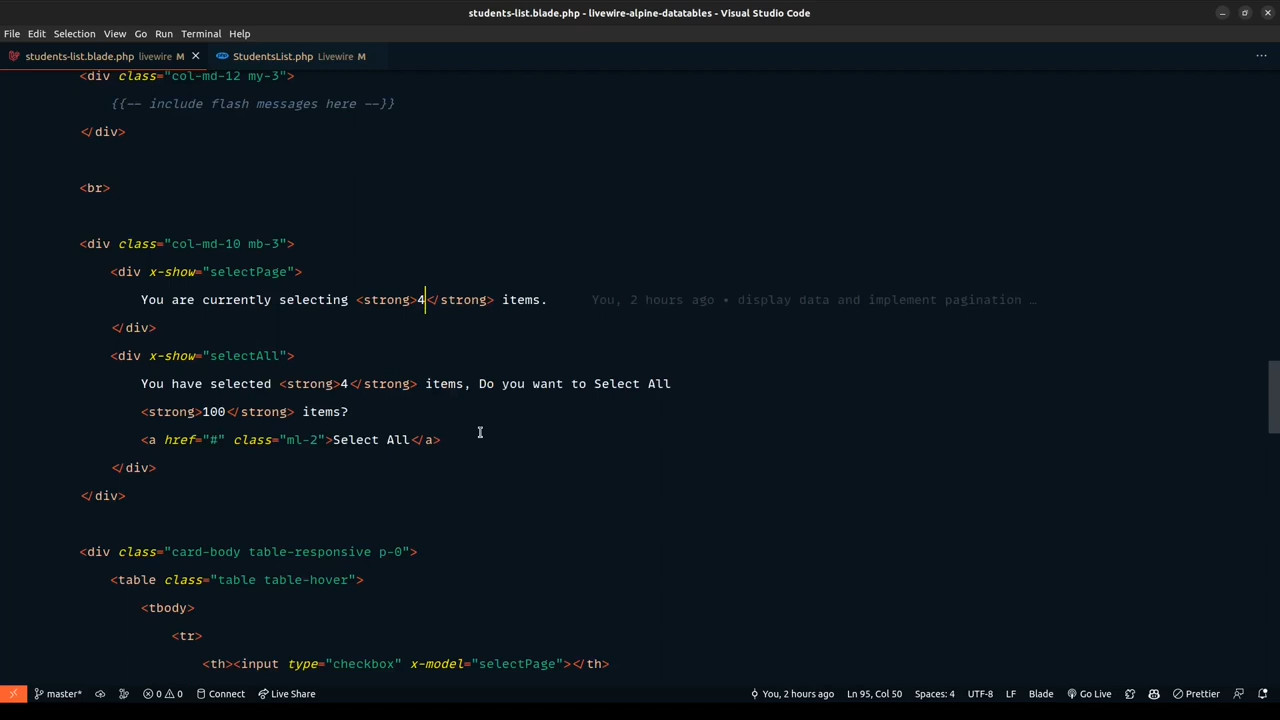 students-list.blade.php - livewire-alpine-datatables - Visual Studio Code
File Edit Selection View Go Run Terminal Help
students-list.blade.php livewire M StudentsList.php Livewire M
<div class="col-md-12 my-3">
{{-- include flash messages here --}}
</div>
<br>
<div class="col-md-10 mb-3">
<div x-show="selectPage">
You are currently selecting <strong>4</strong> items. You, 2 hours ago • display data and implement pagination …
</div>
<div x-show="selectAll">
You have selected <strong>4</strong> items, Do you want to Select All
<strong>100</strong> items?
<a href="#" class="ml-2">Select All</a>
</div>
</div>
<div class="card-body table-responsive p-0">
<table class="table table-hover">
<tbody>
<tr>
<th><input type="checkbox" x-model="selectPage"></th>
master* 0 0 Connect Live Share You, 2 hours ago Ln 95, Col 50 Spaces: 4 UTF-8 LF Blade Go Live Prettier